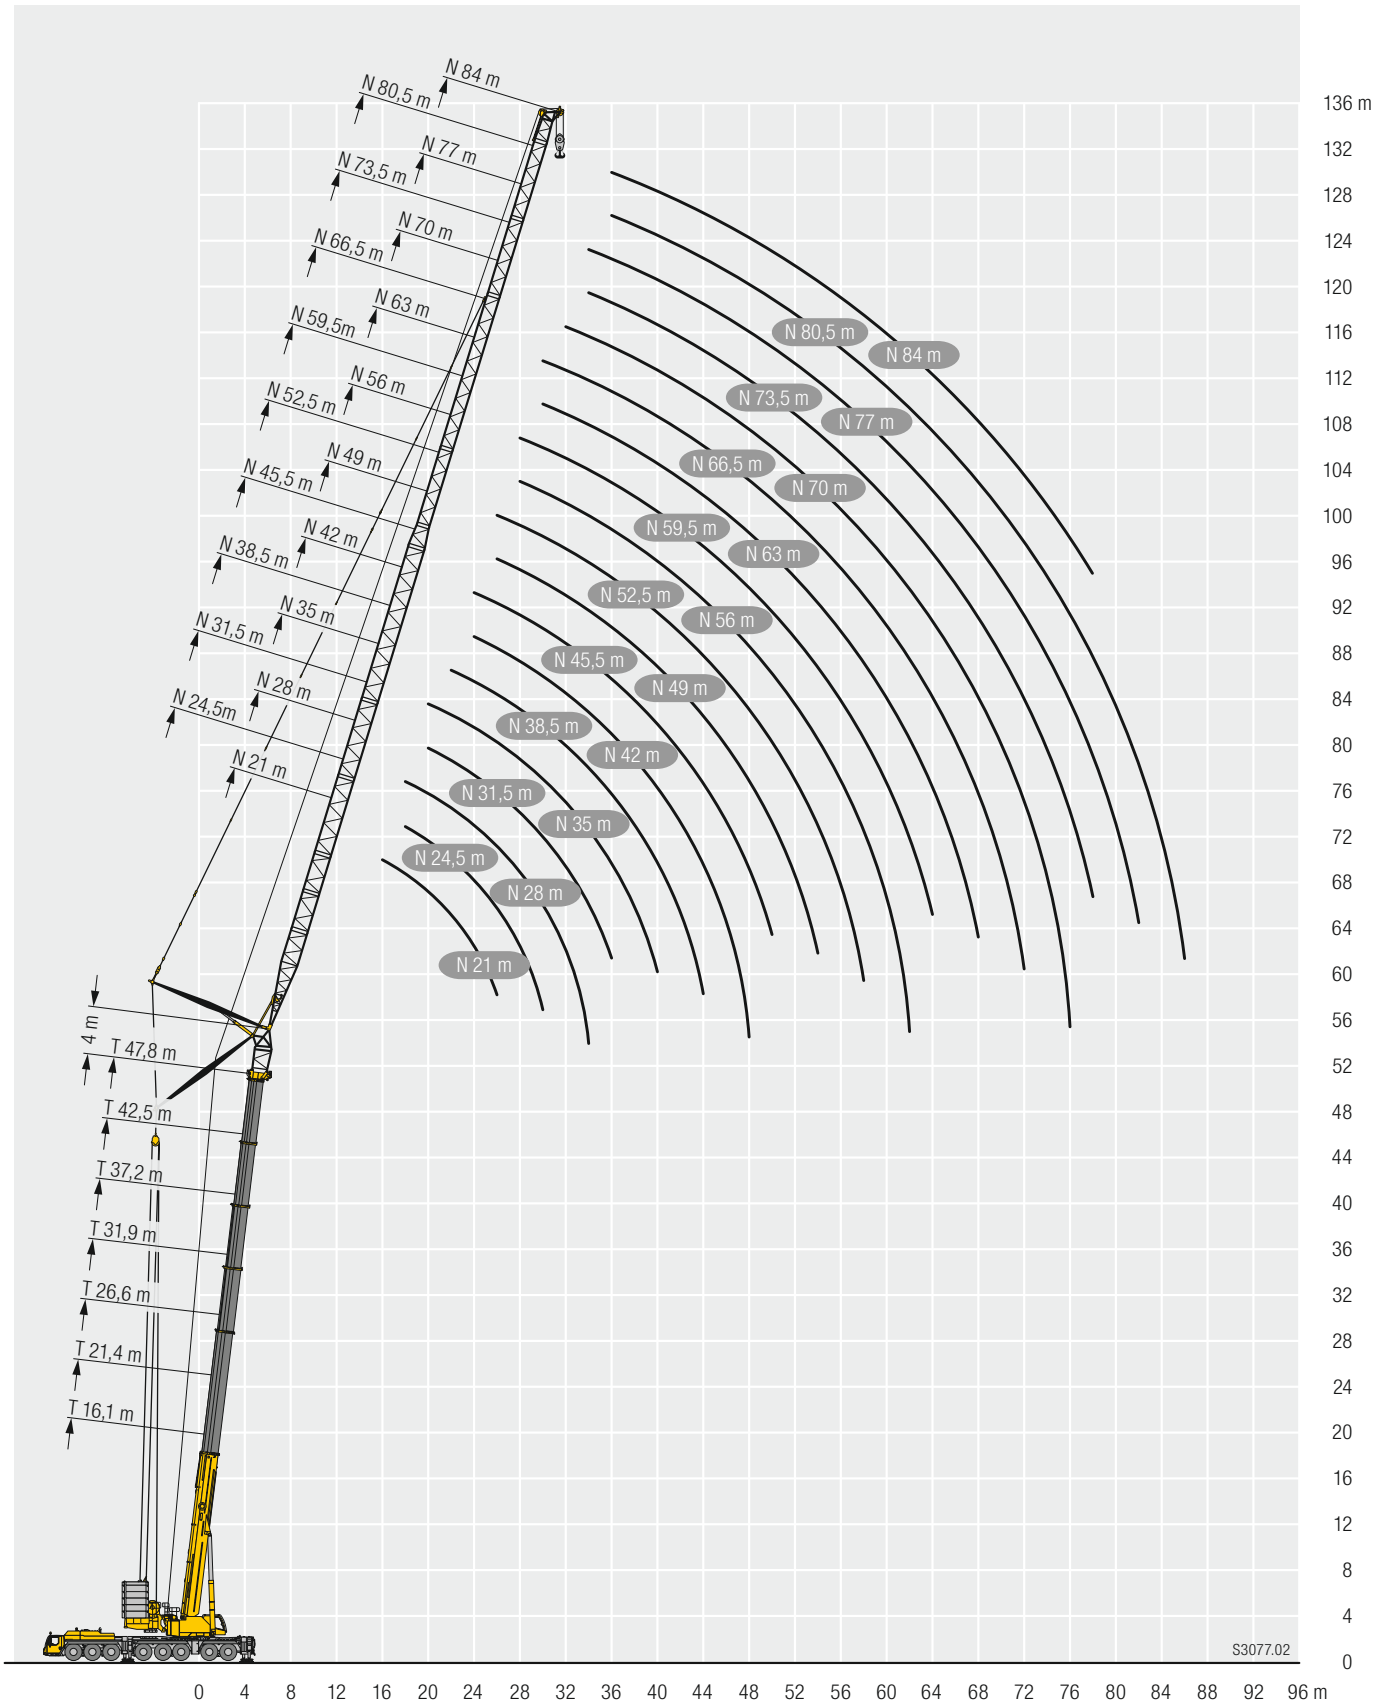 N 84 m
N 80,5 m
N 77 m
N 73,5 m
N 70 m
N 66,5 m
N 63 m
N 59,5m
N 56 m
N 52,5 m
N 49 m
N 45,5 m
N 42 m
N 38,5 m
N 35 m
N 31,5 m
N 28 m
N 24,5m
N 21 m
4 m
T 47,8 m
T 42,5 m
T 37,2 m
T 31,9 m
T 26,6 m
T 21,4 m
T 16,1 m
N 80,5 m
N 84 m
N 73,5 m
N 77 m
N 66,5 m
N 70 m
N 59,5 m
N 63 m
N 52,5 m
N 56 m
N 45,5 m
N 49 m
N 38,5 m
N 42 m
N 31,5 m
N 35 m
N 24,5 m
N 28 m
N 21 m
136 m
132
128
124
120
116
112
108
104
100
96
92
88
84
80
76
72
68
64
60
56
52
48
44
40
36
32
28
24
20
16
12
8
4
0
S3077.02
0 4 8 12 16 20 24 28 32 36 40 44 48 52 56 60 64 68 72 76 80 84 88 92 96 m